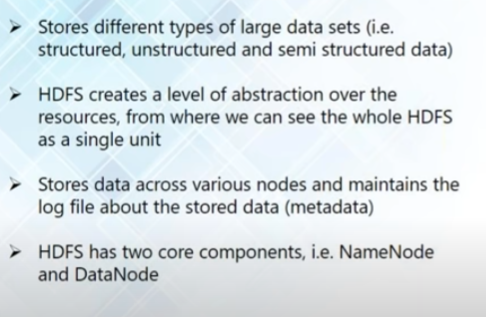 ➢ Stores different types of large data sets (i.e.
structured, unstructured and semi structured data)
➢ HDFS creates a level of abstraction over the
resources, from where we can see the whole HDFS
as a single unit
➢ Stores data across various nodes and maintains the
log file about the stored data (metadata)
➢ HDFS has two core components, i.e. NameNode
and DataNode